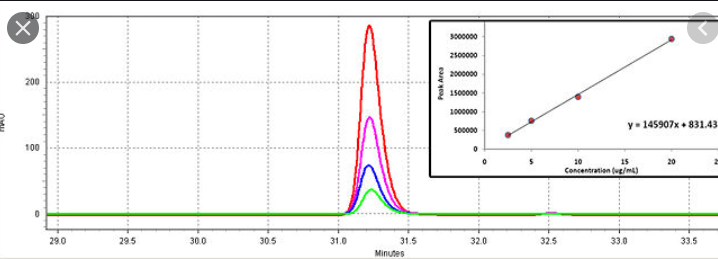 300
200
100
0
mAU
29.0 29.5 30.0 30.5 31.0 31.5 32.0 32.5 33.0 33.5
Minutes
3000000
2500000
2000000
1500000
1000000
500000
0
Peak Area
0 5 10 15 20
Concentration (ug/mL)
y = 145907x + 831.43